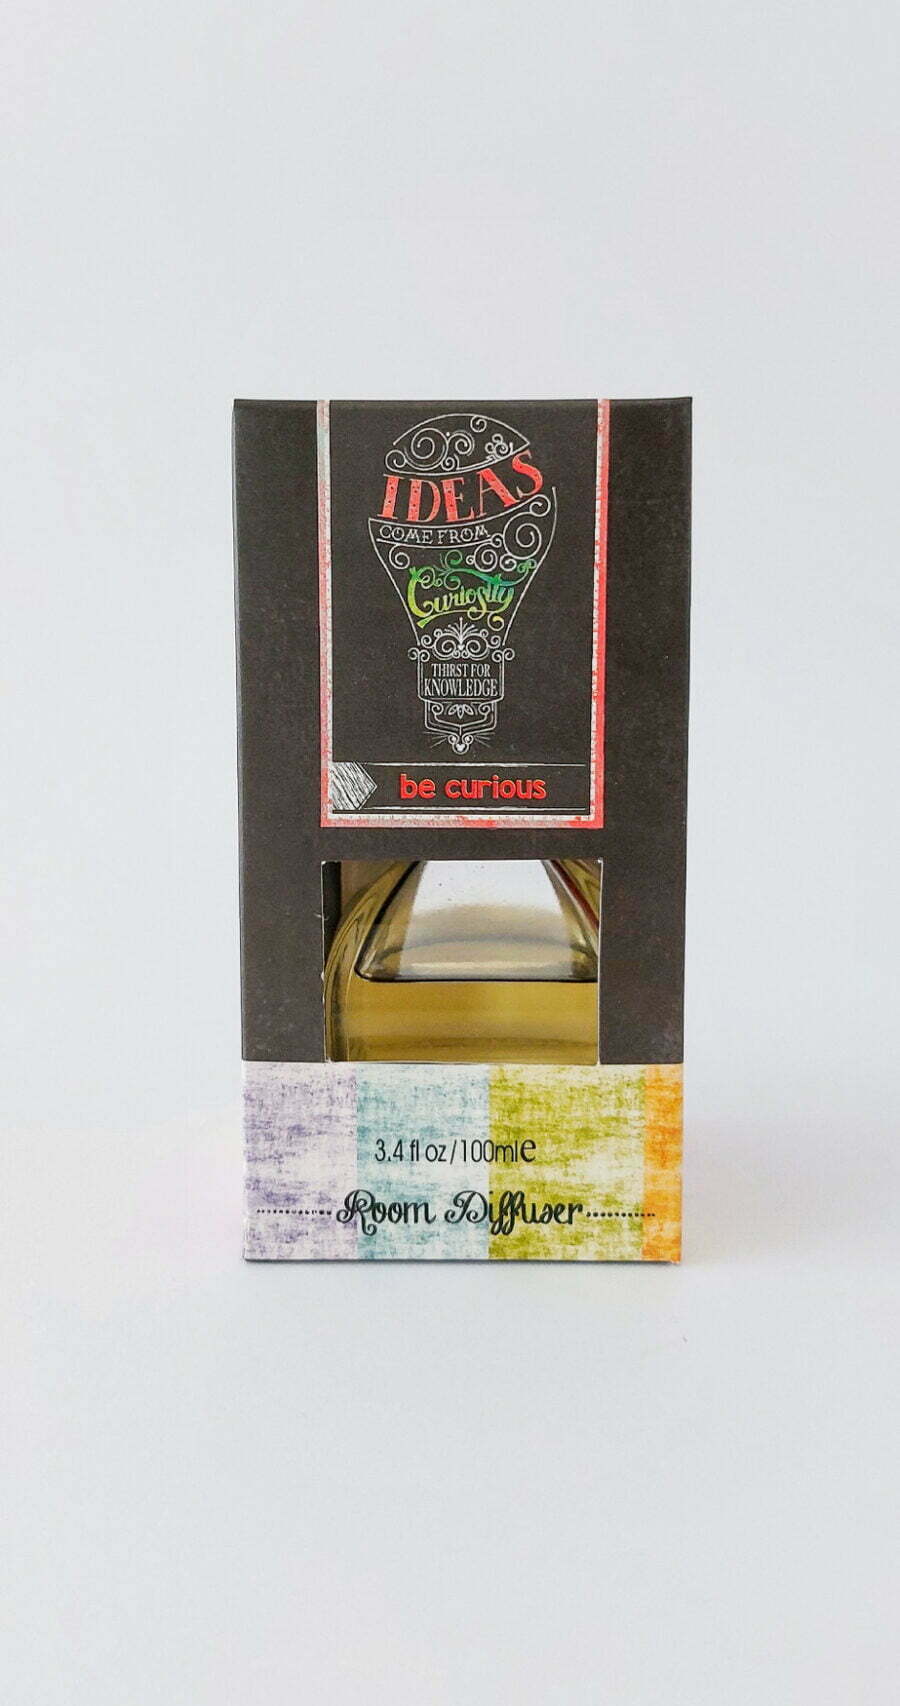 IDEAS
COME FROM
Curiosity
THIRST FOR
KNOWLEDGE
be curious
3.4 fl oz/100ml℮
Room Diffuser